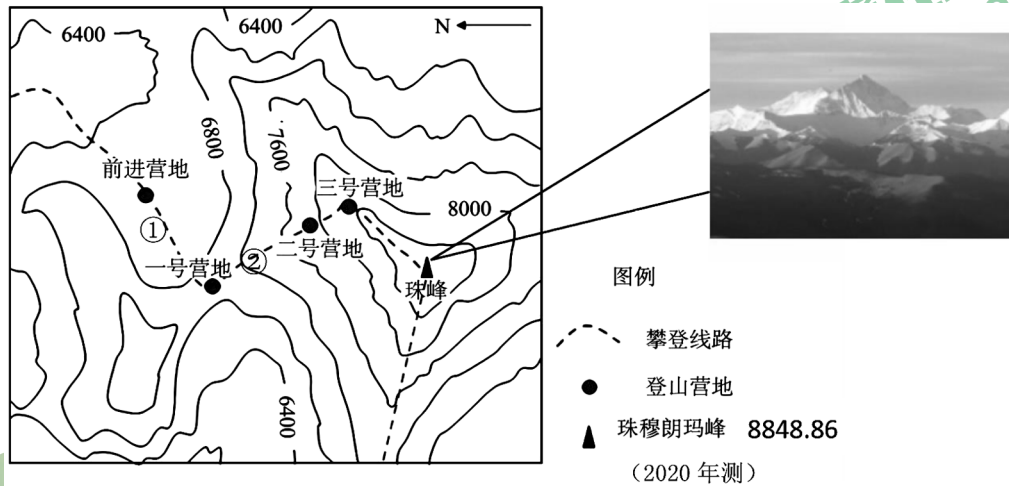 6400
6400
N
6800
7600
前进营地
三号营地
8000
①
二号营地
②
一号营地
珠峰
6400
图例
攀登线路
登山营地
珠穆朗玛峰 8848.86
（2020 年测）